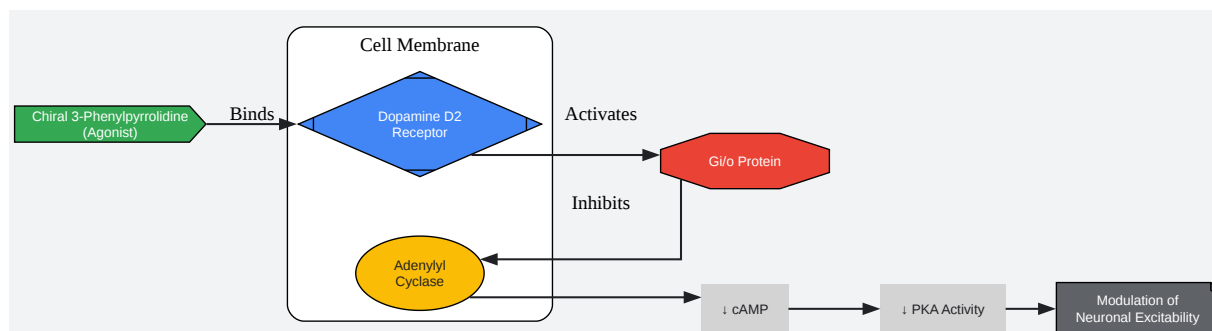 Cell Membrane
Chiral 3-Phenylpyrrolidine
(Agonist)
Binds
Dopamine D2
Receptor
Activates
Gi/o Protein
Inhibits
Adenylyl
Cyclase
↓ cAMP
↓ PKA Activity
Modulation of
Neuronal Excitability